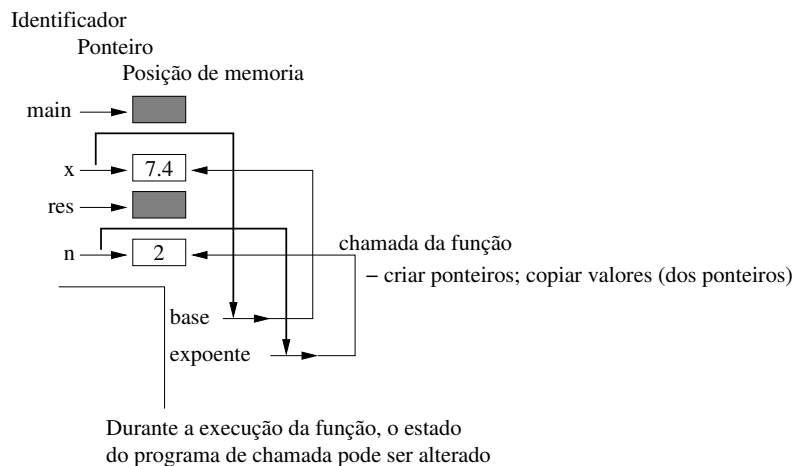 Identificador
Ponteiro
Posição de memoria
main
x 7.4
res
n 2
chamada da função
– criar ponteiros; copiar valores (dos ponteiros)
base
expoente
Durante a execução da função, o estado
do programa de chamada pode ser alterado